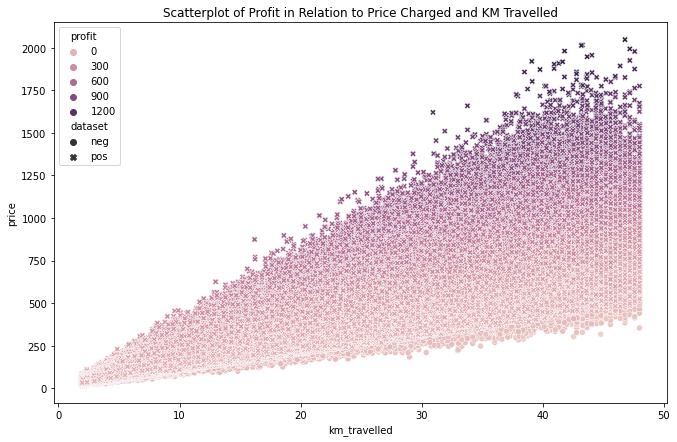 Scatterplot of Profit in Relation to Price Charged and KM Travelled
profit
0
300
600
900
1200
dataset
neg
pos
2000
1750
1500
1250
1000
750
500
250
0
price
0
10
20
30
40
50
km_travelled